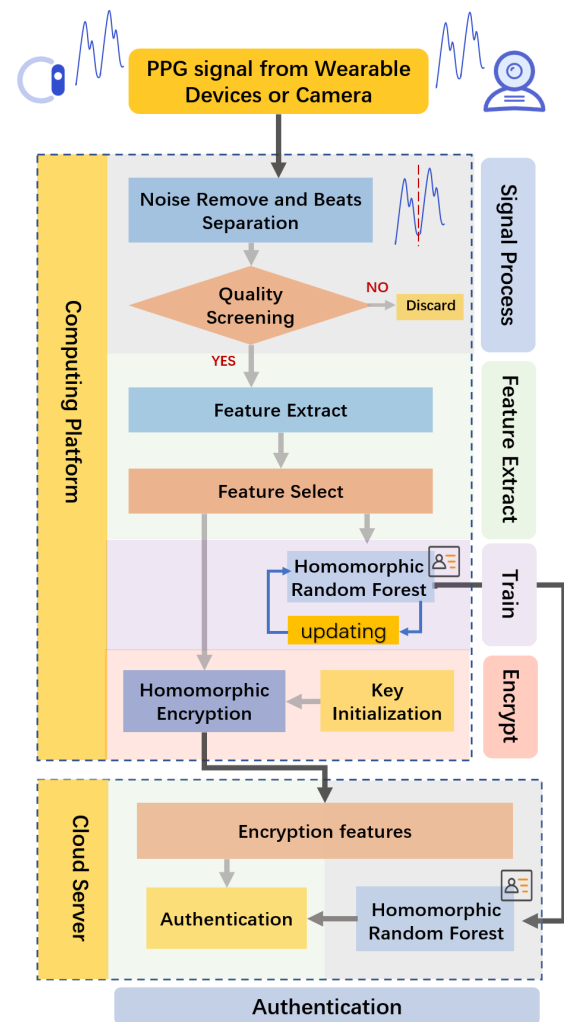 PPG signal from Wearable
Devices or Camera
Computing Platform
Signal Process
Noise Remove and Beats
Separation
Quality
Screening
NO
Discard
YES
Feature Extract
Feature Extract
Feature Select
Train
Homomorphic
Random Forest
updating
Encrypt
Homomorphic
Encryption
Key
Initialization
Cloud Server
Encryption features
Authentication
Homomorphic
Random Forest
Authentication